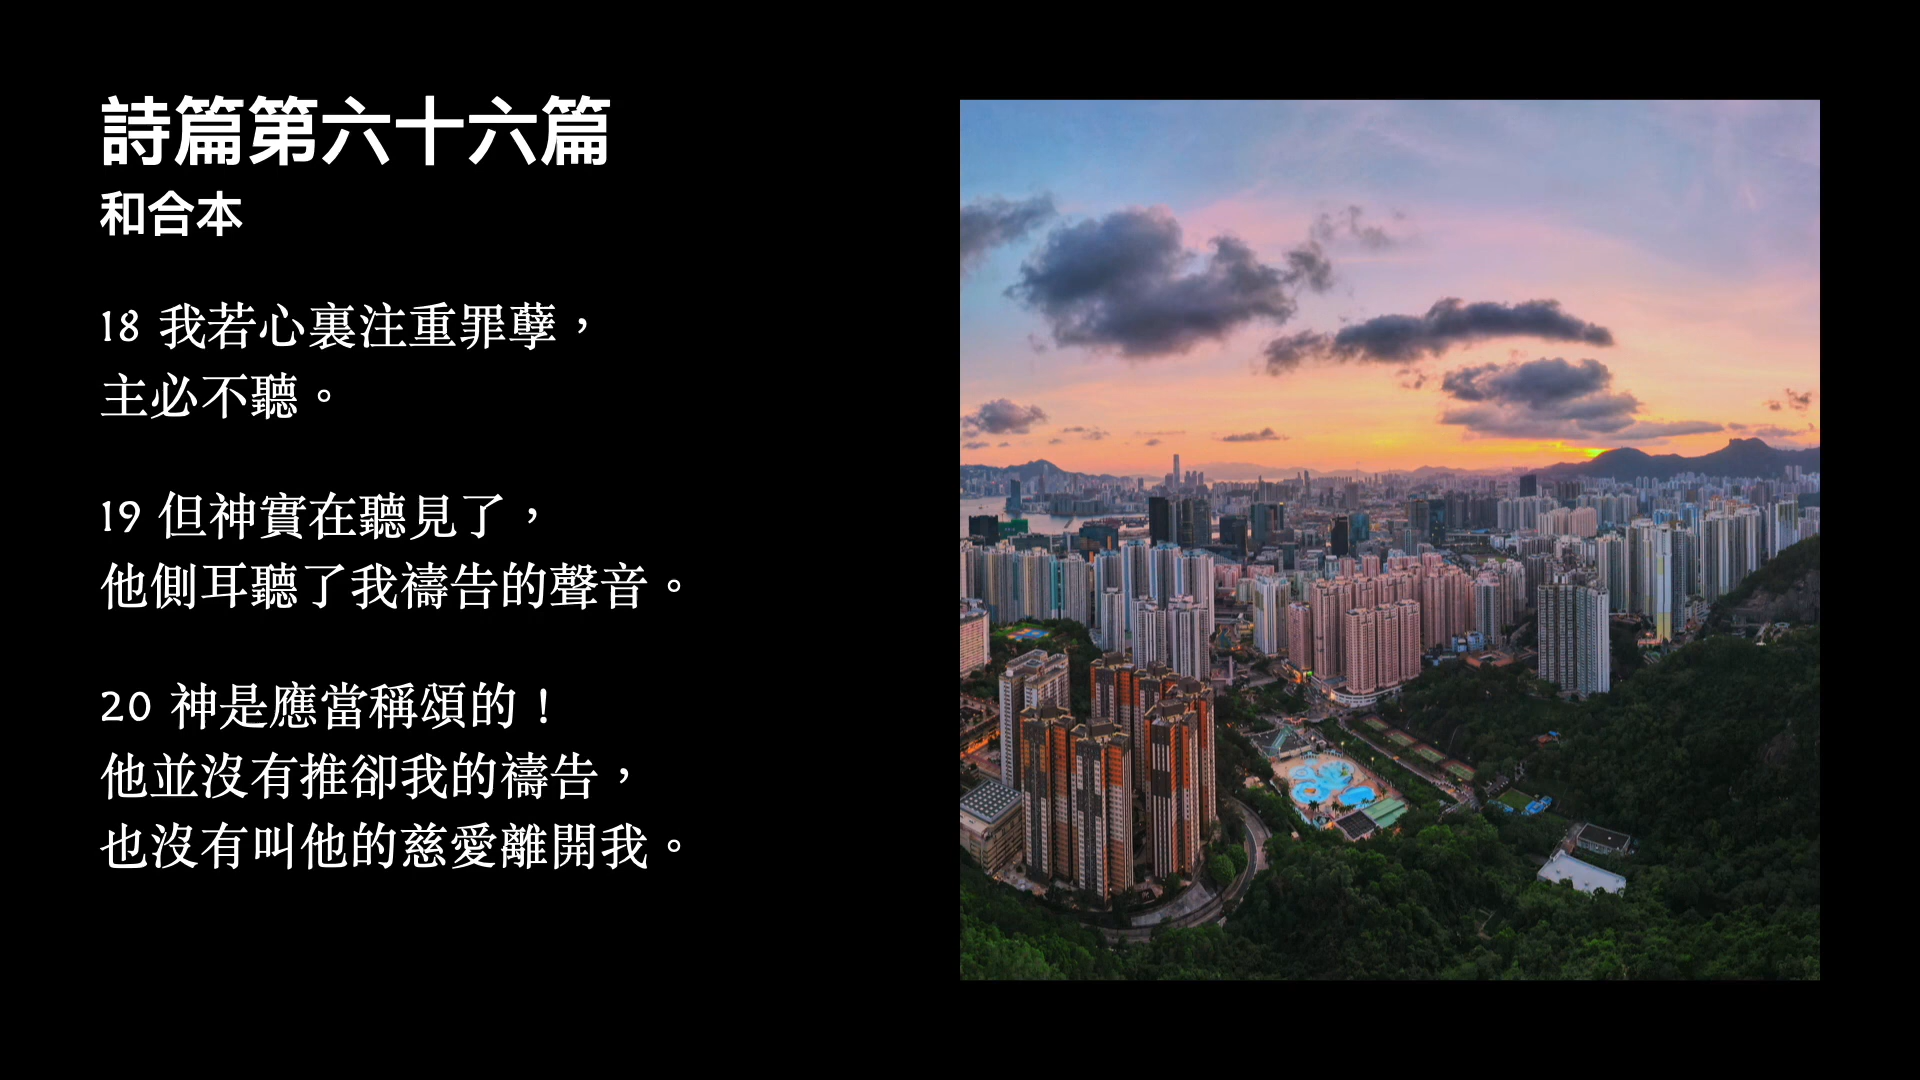 詩篇第六十六篇
和合本
18 我若心裏注重罪孽，
主必不聽。
19 但神實在聽見了，
他側耳聽了我禱告的聲音。
20 神是應當稱頌的！
他並沒有推卻我的禱告，
也沒有叫他的慈愛離開我。